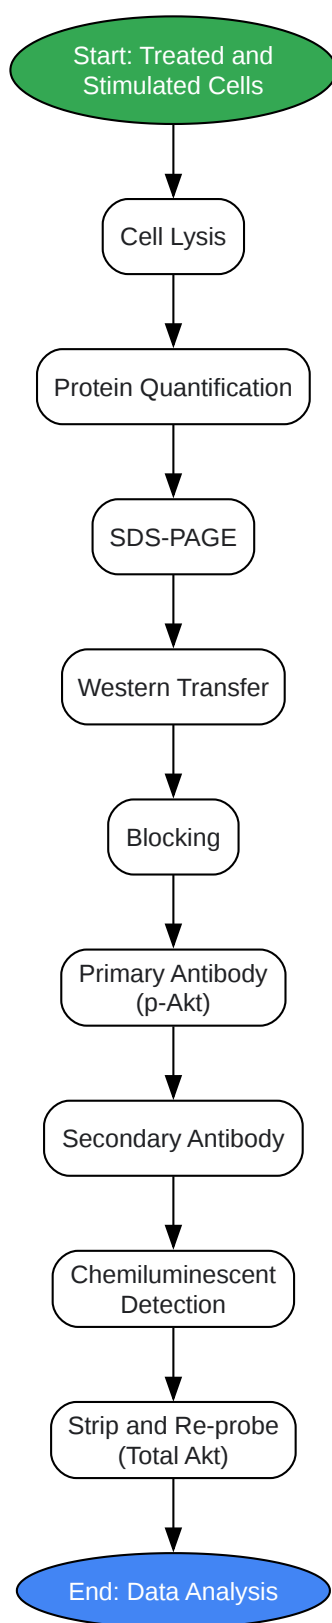 Start: Treated and
Stimulated Cells
Cell Lysis
Protein Quantification
SDS-PAGE
Western Transfer
Blocking
Primary Antibody
(p-Akt)
Secondary Antibody
Chemiluminescent
Detection
Strip and Re-probe
(Total Akt)
End: Data Analysis